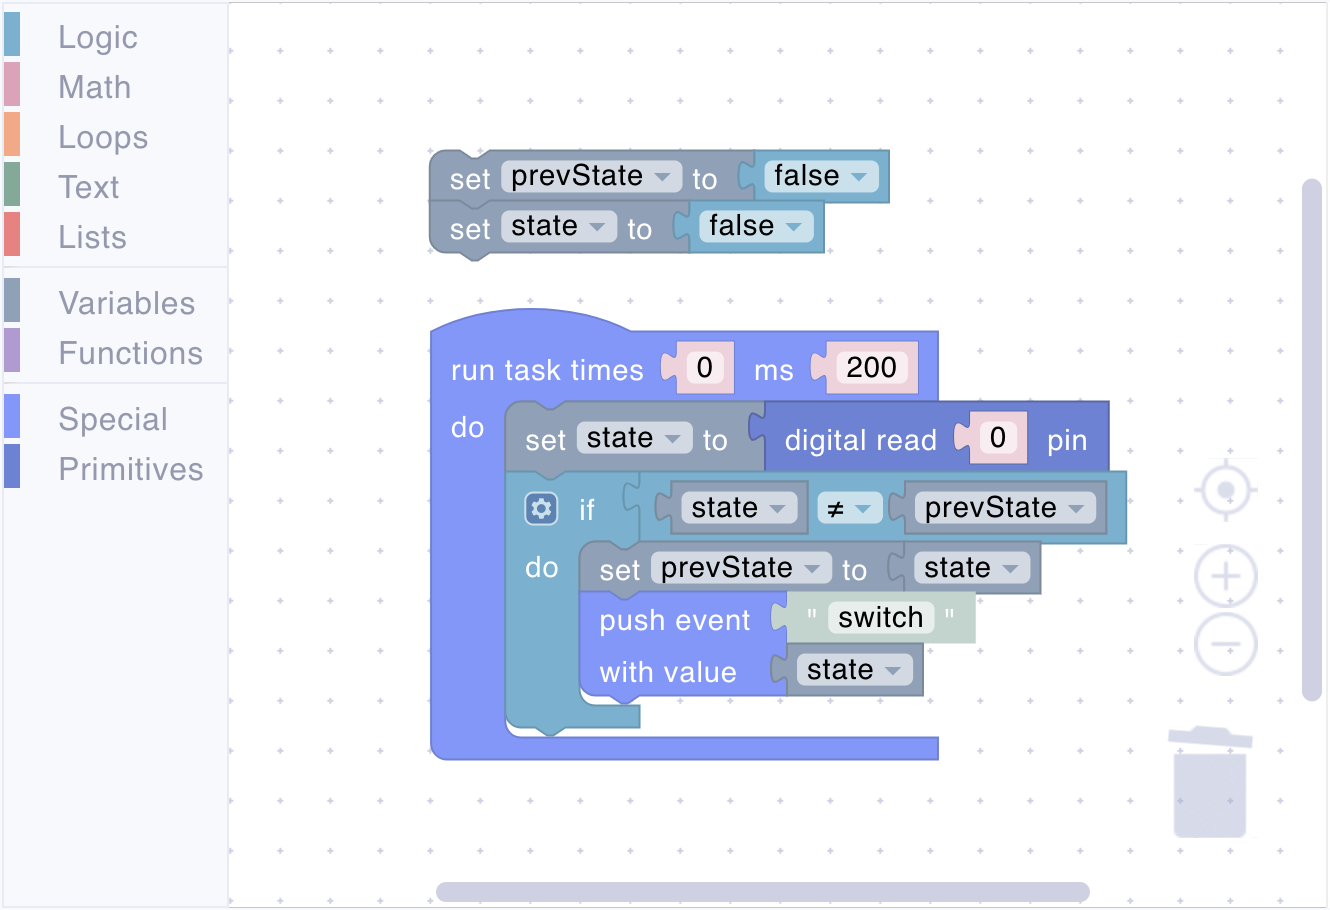 Logic
Math
Loops
Text
Lists
Variables
Functions
Special
Primitives
set prevState to false
set state to false
run task times 0 ms 200
do set state to digital read 0 pin
if state ≠ prevState
do set prevState to state
push event " switch "
with value state